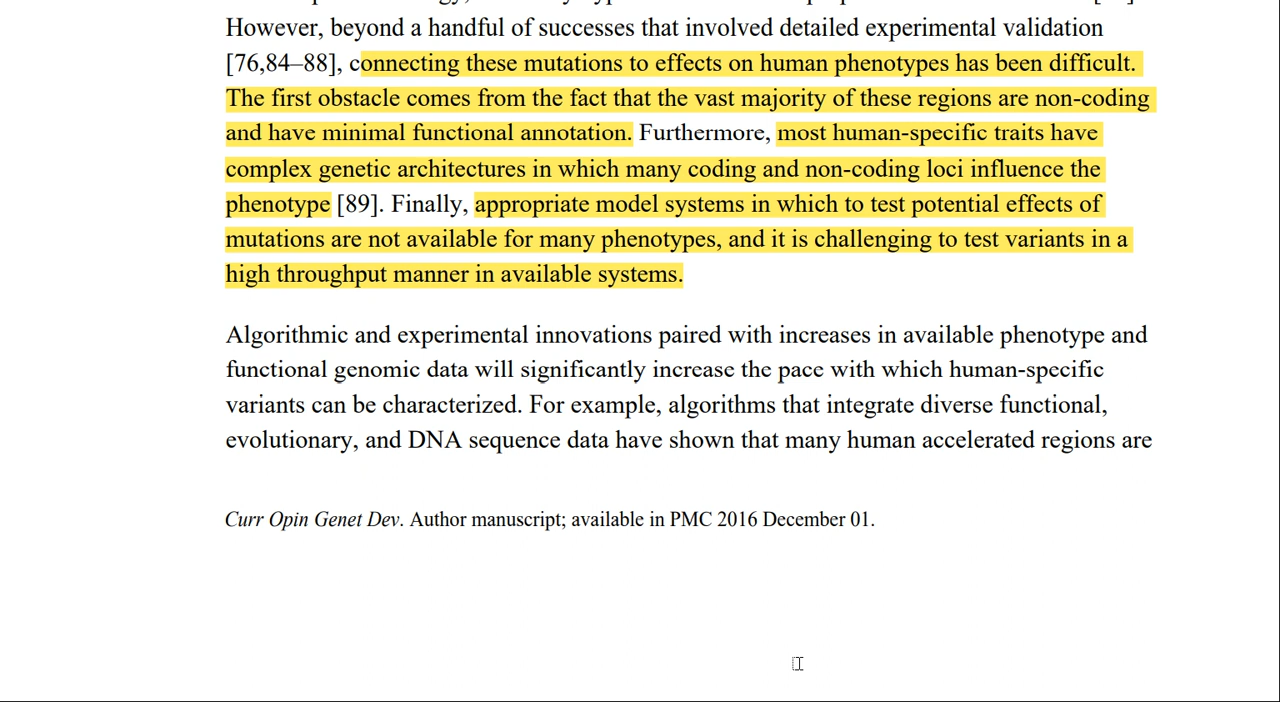 However, beyond a handful of successes that involved detailed experimental validation
[76,84–88], connecting these mutations to effects on human phenotypes has been difficult.
The first obstacle comes from the fact that the vast majority of these regions are non-coding
and have minimal functional annotation. Furthermore, most human-specific traits have
complex genetic architectures in which many coding and non-coding loci influence the
phenotype [89]. Finally, appropriate model systems in which to test potential effects of
mutations are not available for many phenotypes, and it is challenging to test variants in a
high throughput manner in available systems.
Algorithmic and experimental innovations paired with increases in available phenotype and
functional genomic data will significantly increase the pace with which human-specific
variants can be characterized. For example, algorithms that integrate diverse functional,
evolutionary, and DNA sequence data have shown that many human accelerated regions are
Curr Opin Genet Dev. Author manuscript; available in PMC 2016 December 01.